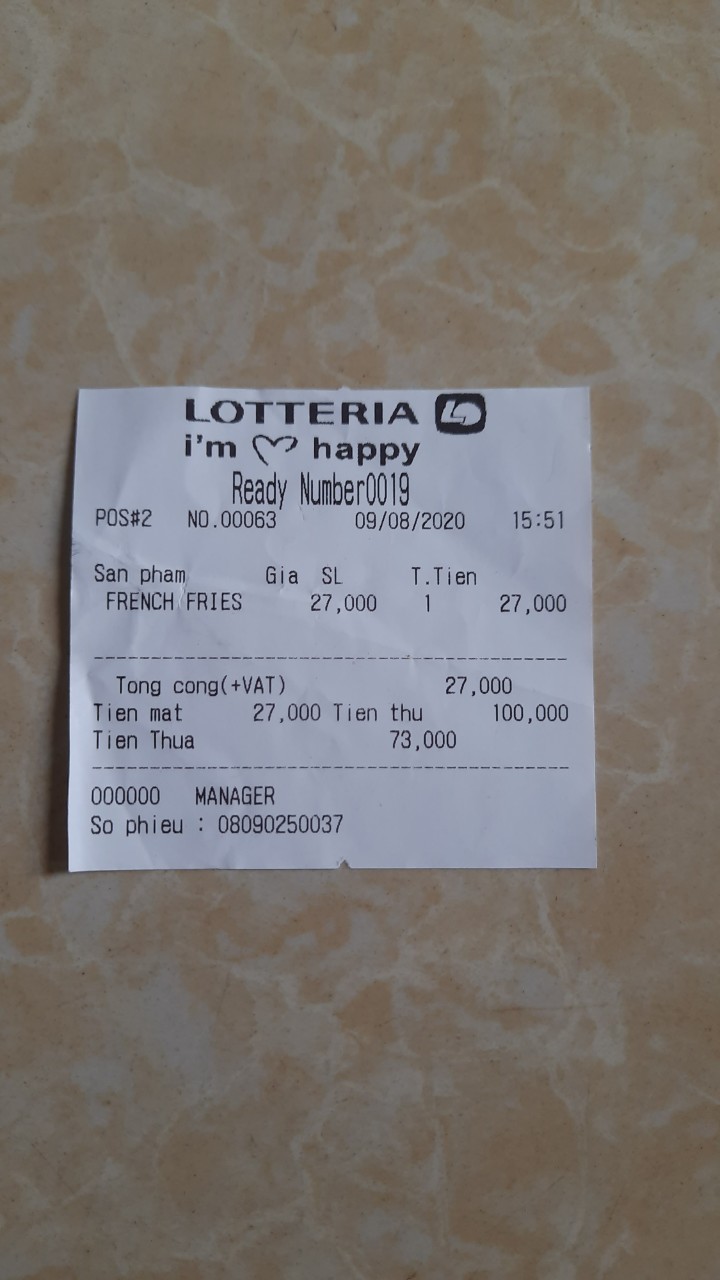 LOTTERIA
i'm happy
Ready Number0019
POS#2 NO.00063 09/08/2020 15:51
San pham Gia SL T.Tien
FRENCH FRIES 27,000 1 27,000
Tong cong(+VAT) 27,000
Tien mat 27,000 Tien thu 100,000
Tien Thua 73,000
000000 MANAGER
So phieu : 08090250037